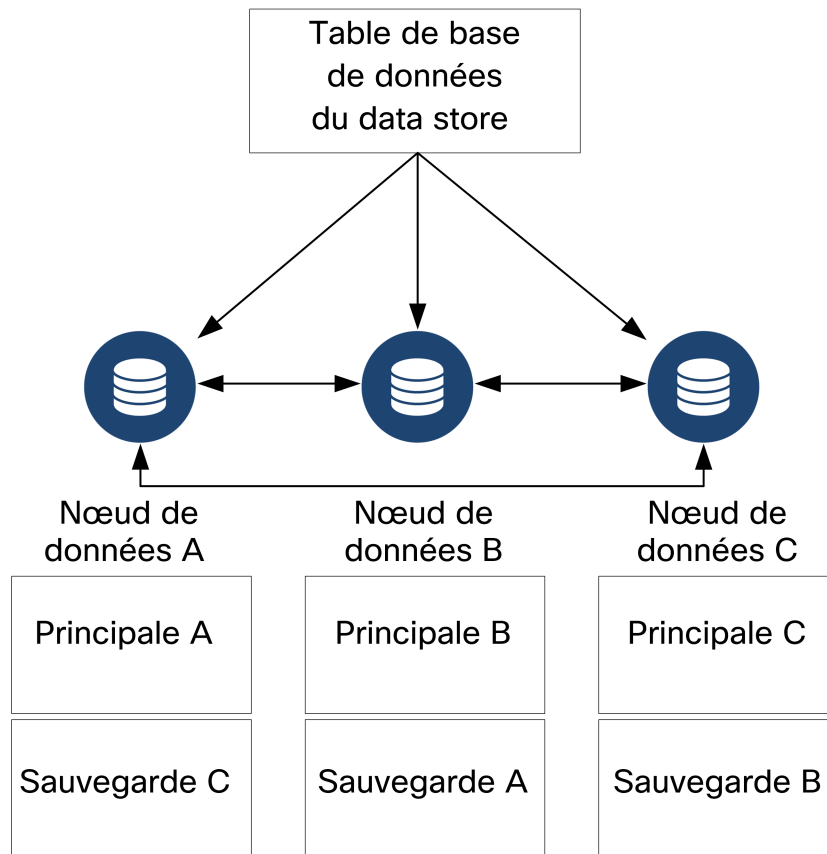 Table de base
de données
du data store
Nœud de
données A
Nœud de
données B
Nœud de
données C
Principale A
Principale B
Principale C
Sauvegarde C
Sauvegarde A
Sauvegarde B